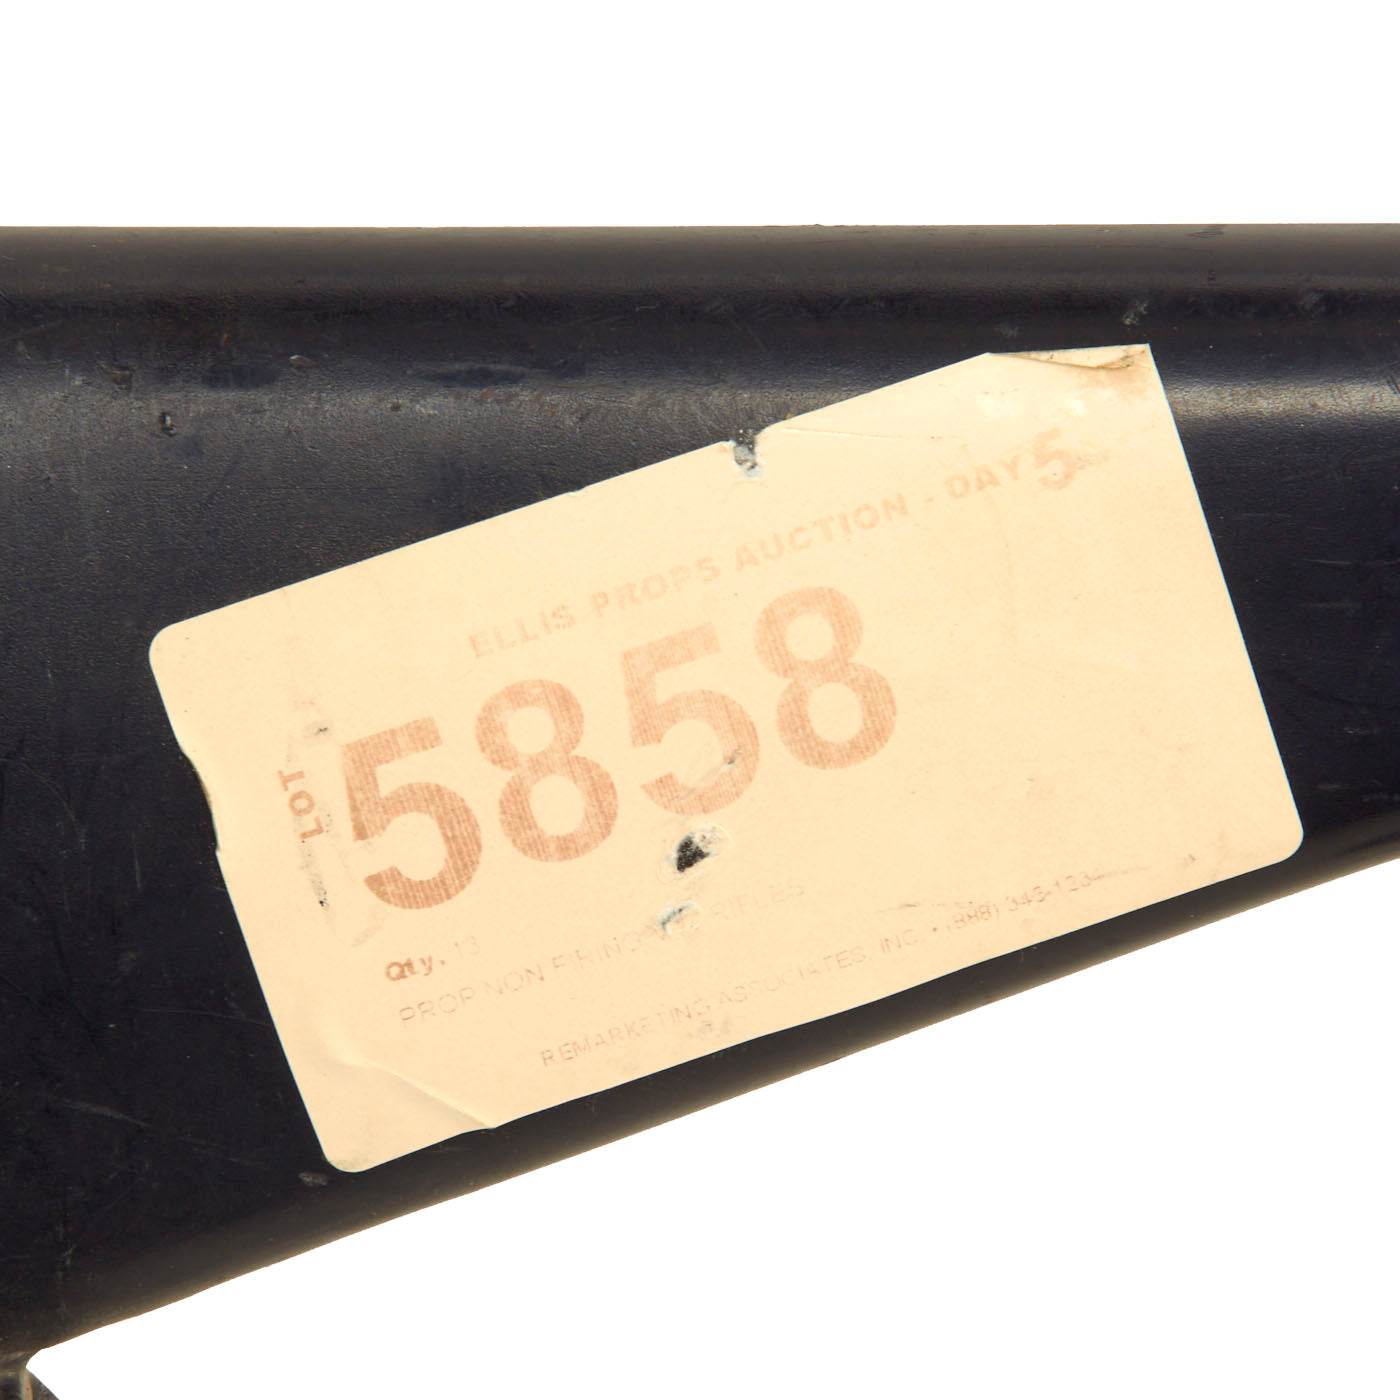 ELLIS PROPS AUCTION - DAY 5
LOT 5858
Qty. 13
PROP NON FIRING RIFLES
REMARKETING ASSOCIATES, INC. • (888) 345-1234